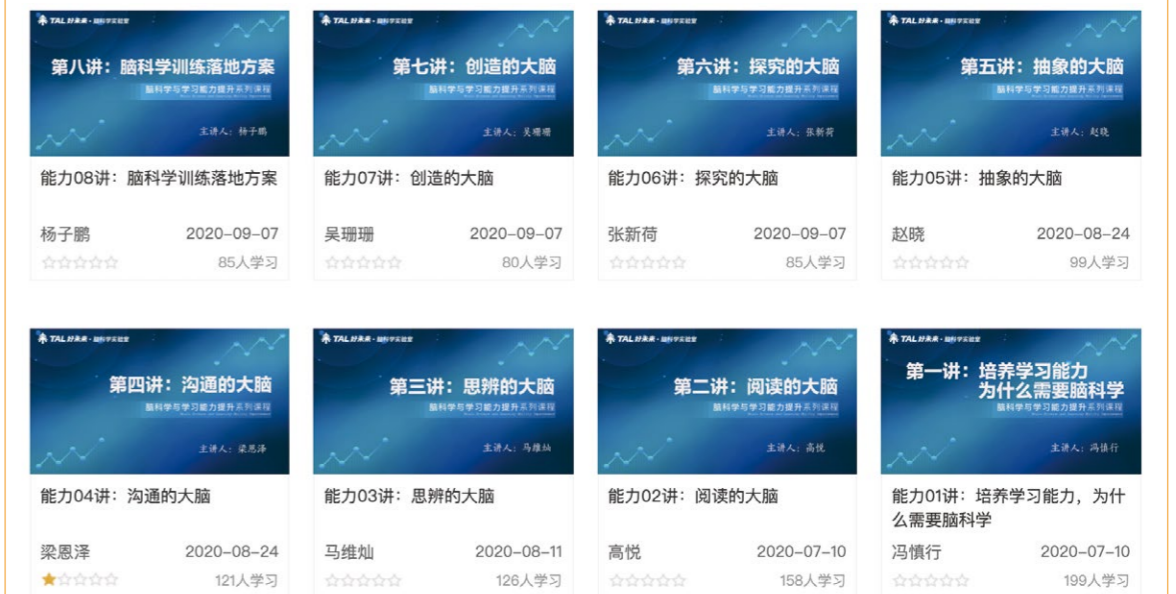 TAL 好未来·脑科学实验室
第八讲：脑科学训练落地方案
脑科学与学习能力提升系列课程
主讲人：杨子鹏
能力08讲：脑科学训练落地方案
杨子鹏 2020-09-07
85人学习
TAL 好未来·脑科学实验室
第七讲：创造的大脑
脑科学与学习能力提升系列课程
主讲人：吴珊珊
能力07讲：创造的大脑
吴珊珊 2020-09-07
80人学习
TAL 好未来·脑科学实验室
第六讲：探究的大脑
脑科学与学习能力提升系列课程
主讲人：张新荷
能力06讲：探究的大脑
张新荷 2020-09-07
85人学习
TAL 好未来·脑科学实验室
第五讲：抽象的大脑
脑科学与学习能力提升系列课程
主讲人：赵晓
能力05讲：抽象的大脑
赵晓 2020-08-24
99人学习
TAL 好未来·脑科学实验室
第四讲：沟通的大脑
脑科学与学习能力提升系列课程
主讲人：梁恩泽
能力04讲：沟通的大脑
梁恩泽 2020-08-24
121人学习
TAL 好未来·脑科学实验室
第三讲：思辨的大脑
脑科学与学习能力提升系列课程
主讲人：马维灿
能力03讲：思辨的大脑
马维灿 2020-08-11
126人学习
TAL 好未来·脑科学实验室
第二讲：阅读的大脑
脑科学与学习能力提升系列课程
主讲人：高悦
能力02讲：阅读的大脑
高悦 2020-07-10
158人学习
TAL 好未来·脑科学实验室
第一讲：培养学习能力
为什么需要脑科学
脑科学与学习能力提升系列课程
主讲人：冯慎行
能力01讲：培养学习能力，为什
么需要脑科学
冯慎行 2020-07-10
199人学习